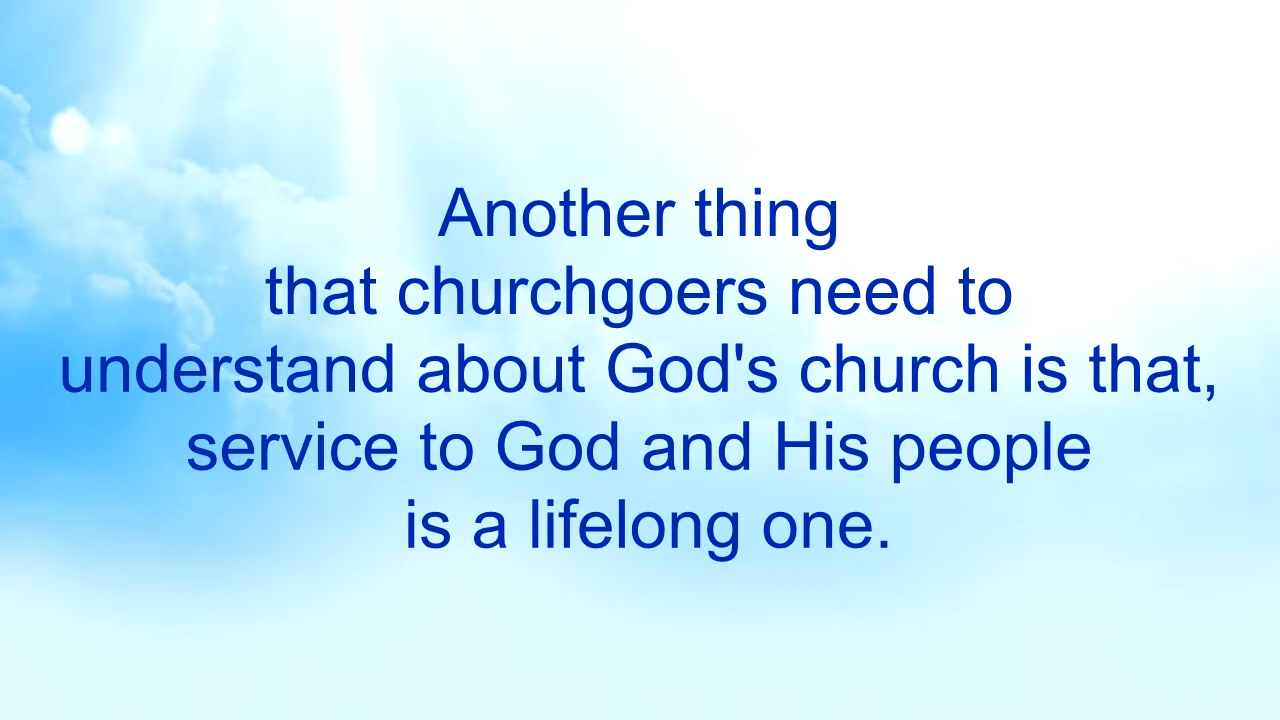 Another thing
that churchgoers need to
understand about God's church is that,
service to God and His people
is a lifelong one.